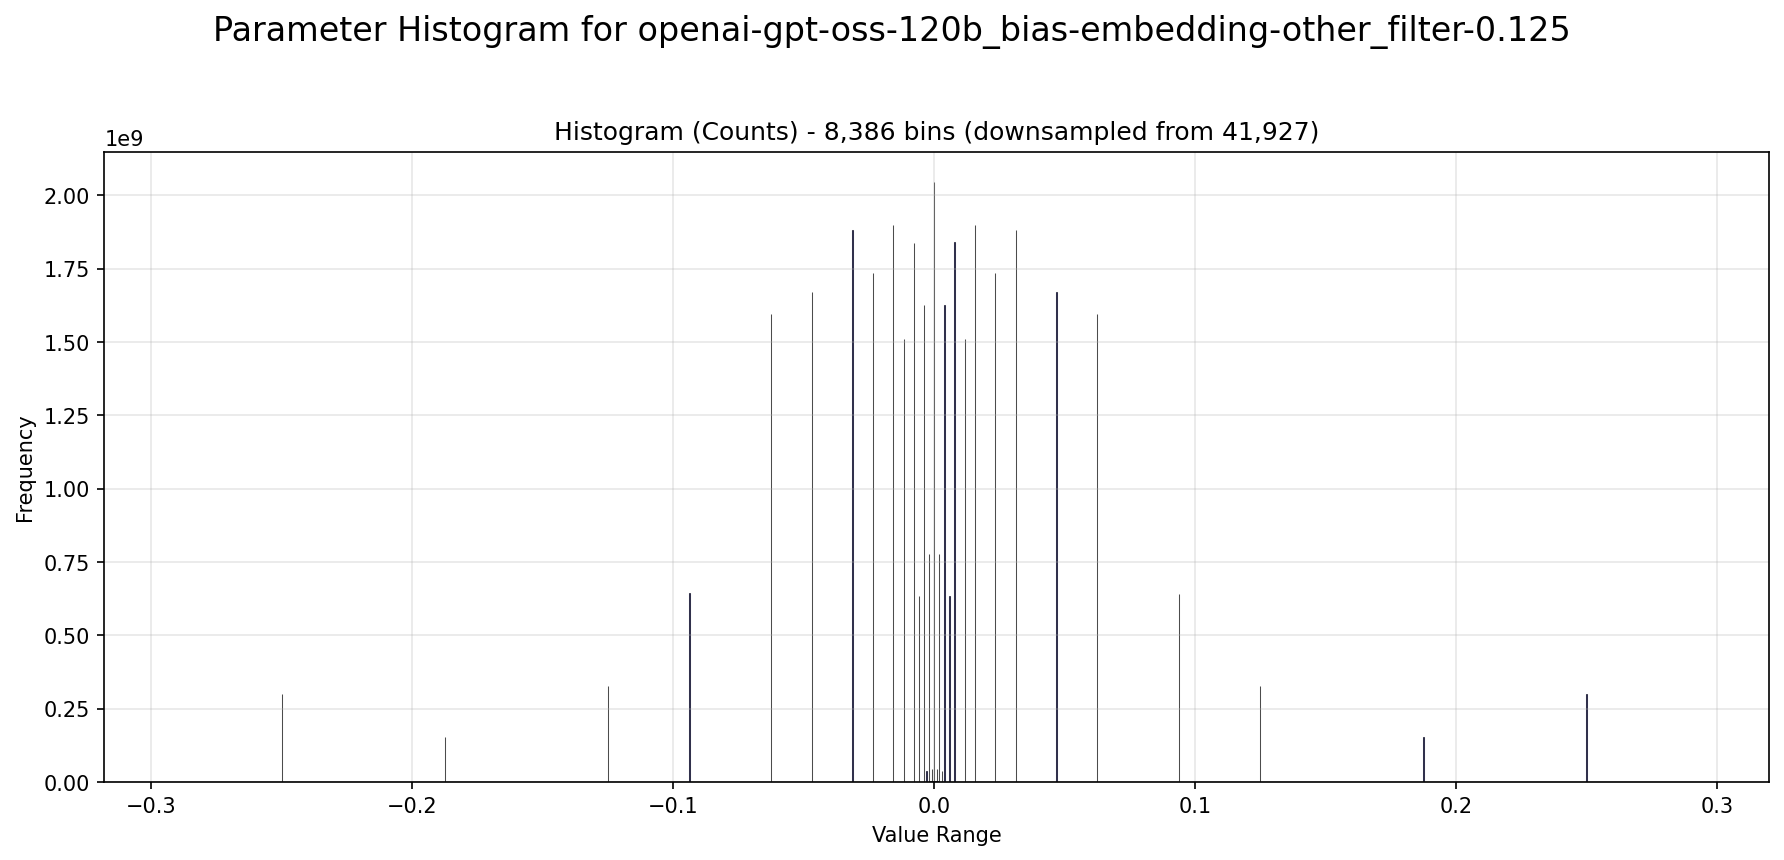 Parameter Histogram for openai-gpt-oss-120b_bias-embedding-other_filter-0.125
Histogram (Counts) - 8,386 bins (downsampled from 41,927)
1e9
2.00
1.75
1.50
1.25
1.00
0.75
0.50
0.25
0.00
Frequency
−0.3 −0.2 −0.1 0.0 0.1 0.2 0.3
Value Range